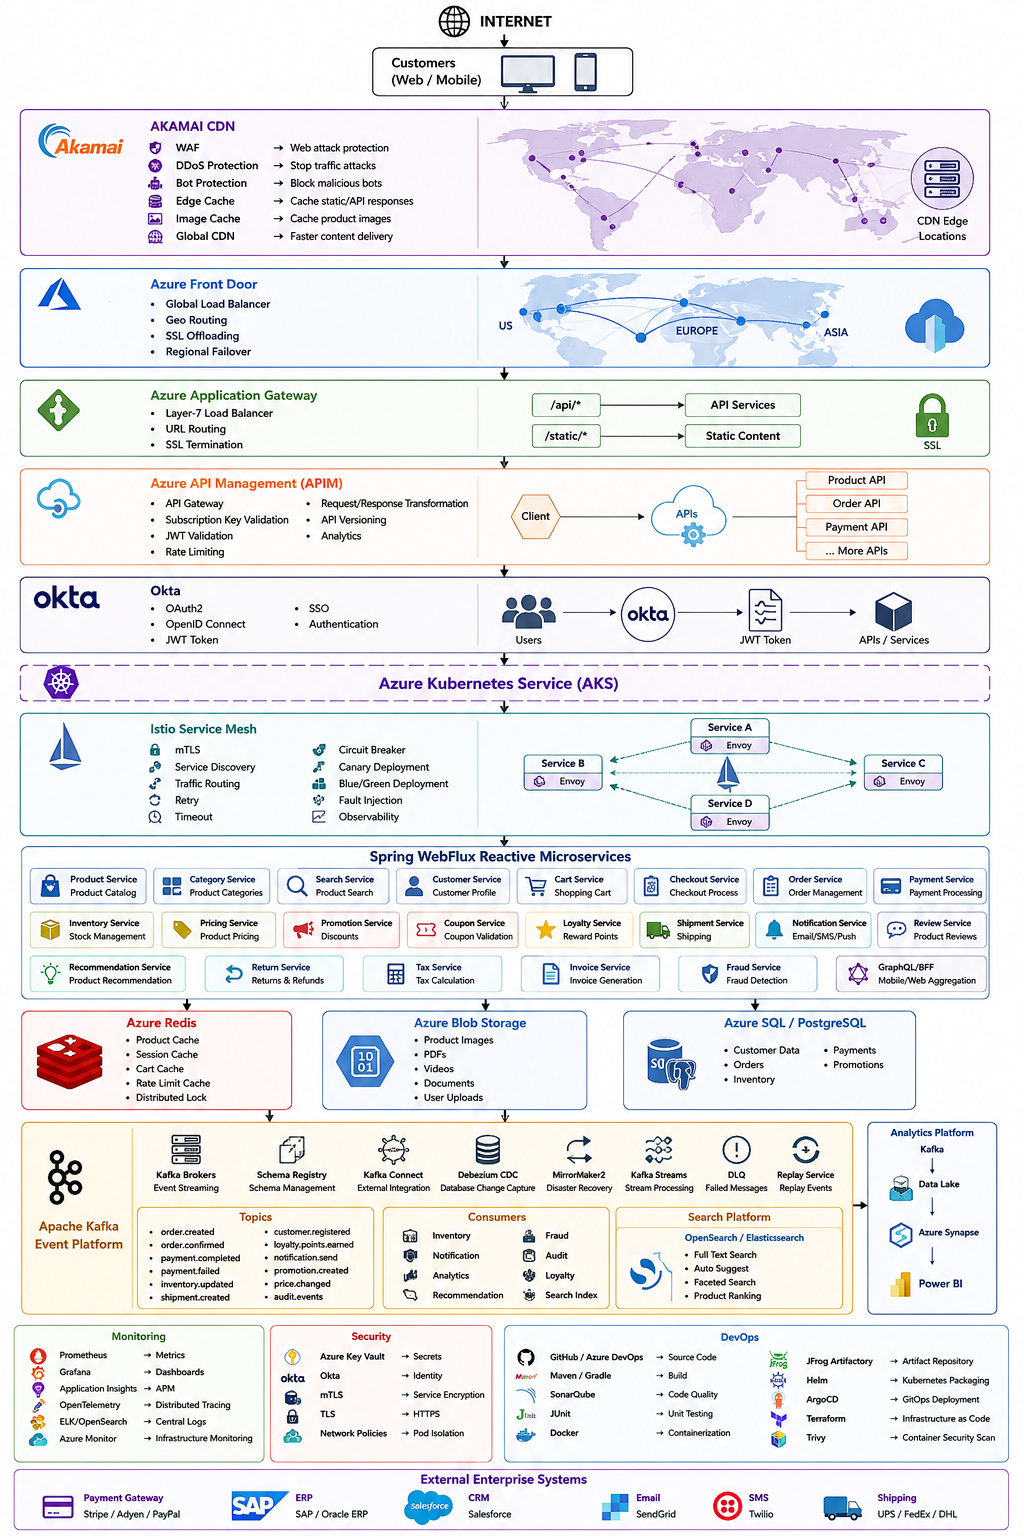 INTERNET
Customers
(Web / Mobile)
Akamai
AKAMAI CDN
WAF → Web attack protection
DDoS Protection → Stop traffic attacks
Bot Protection → Block malicious bots
Edge Cache → Cache static/API responses
Image Cache → Cache product images
Global CDN → Faster content delivery
CDN Edge
Locations
Azure Front Door
• Global Load Balancer
• Geo Routing
• SSL Offloading
• Regional Failover
US
EUROPE
ASIA
Azure Application Gateway
• Layer-7 Load Balancer
• URL Routing
• SSL Termination
/api/*
API Services
/static/*
Static Content
SSL
Azure API Management (APIM)
• API Gateway
• Subscription Key Validation
• JWT Validation
• Rate Limiting
• Request/Response Transformation
• API Versioning
• Analytics
Client
APIs
Product API
Order API
Payment API
... More APIs
okta
Okta
• OAuth2
• OpenID Connect
• JWT Token
• SSO
• Authentication
Users
okta
JWT Token
APIs / Services
Azure Kubernetes Service (AKS)
Istio Service Mesh
mTLS
Service Discovery
Traffic Routing
Retry
Timeout
Circuit Breaker
Canary Deployment
Blue/Green Deployment
Fault Injection
Observability
Service A
Envoy
Service B
Envoy
Service C
Envoy
Service D
Envoy
Spring WebFlux Reactive Microservices
Product Service
Product Catalog
Category Service
Product Categories
Search Service
Product Search
Customer Service
Customer Profile
Cart Service
Shopping Cart
Checkout Service
Checkout Process
Order Service
Order Management
Payment Service
Payment Processing
Inventory Service
Stock Management
Pricing Service
Product Pricing
Promotion Service
Discounts
Coupon Service
Coupon Validation
Loyalty Service
Reward Points
Shipment Service
Shipping
Notification Service
Email/SMS/Push
Review Service
Product Reviews
Recommendation Service
Product Recommendation
Return Service
Returns & Refunds
Tax Service
Tax Calculation
Invoice Service
Invoice Generation
Fraud Service
Fraud Detection
GraphQL/BFF
Mobile/Web Aggregation
Azure Redis
• Product Cache
• Session Cache
• Cart Cache
• Rate Limit Cache
• Distributed Lock
Azure Blob Storage
10
01
• Product Images
• PDFs
• Videos
• Documents
• User Uploads
Azure SQL / PostgreSQL
• Customer Data
• Orders
• Inventory
• Payments
• Promotions
Apache Kafka
Event Platform
Kafka Brokers
Event Streaming
Schema Registry
Schema Management
Kafka Connect
External Integration
Debezium CDC
Database Change Capture
MirrorMaker2
Disaster Recovery
Kafka Streams
Stream Processing
DLQ
Failed Messages
Replay Service
Replay Events
Topics
• order.created
• order.confirmed
• payment.completed
• payment.failed
• inventory.updated
• shipment.created
• customer.registered
• loyalty.points.earned
• notification.send
• promotion.created
• price.changed
• audit.events
Consumers
Inventory
Notification
Analytics
Recommendation
Fraud
Audit
Loyalty
Search Index
Search Platform
OpenSearch / Elasticsearch
• Full Text Search
• Auto Suggest
• Faceted Search
• Product Ranking
Analytics Platform
Kafka
Data Lake
Azure Synapse
Power BI
Monitoring
Prometheus → Metrics
Grafana → Dashboards
Application Insights → APM
OpenTelemetry → Distributed Tracing
ELK/OpenSearch → Central Logs
Azure Monitor → Infrastructure Monitoring
Security
Azure Key Vault → Secrets
okta Okta → Identity
mTLS → Service Encryption
TLS → HTTPS
Network Policies → Pod Isolation
DevOps
GitHub / Azure DevOps → Source Code
Maven / Gradle → Build
SonarQube → Code Quality
JUnit → Unit Testing
Docker → Containerization
JFrog Artifactory → Artifact Repository
Helm → Kubernetes Packaging
ArgoCD → GitOps Deployment
Terraform → Infrastructure as Code
Trivy → Container Security Scan
External Enterprise Systems
Payment Gateway
Stripe / Adyen / PayPal
SAP
ERP
SAP / Oracle ERP
salesforce
CRM
Salesforce
Email
SendGrid
SMS
Twilio
Shipping
UPS / FedEx / DHL